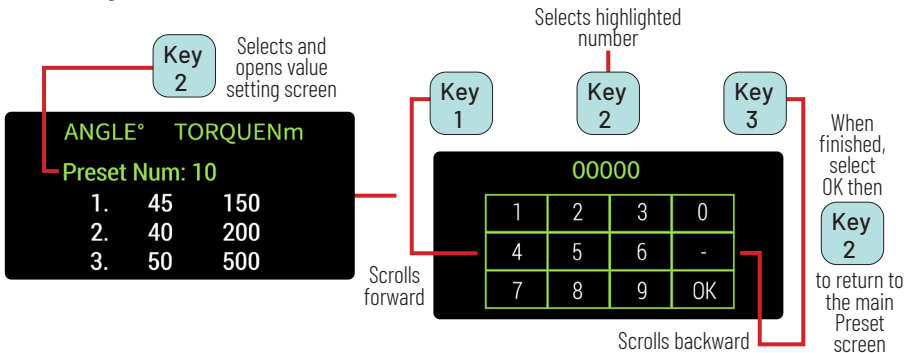 Key
2
Selects and
opens value
setting screen
ANGLE° TORQUENm
Preset Num: 10
1. 45 150
2. 40 200
3. 50 500
Selects highlighted
number
Key
1
Key
2
Key
3
Scrolls
forward
00000
1 2 3 0
4 5 6 -
7 8 9 OK
Scrolls backward
When
finished,
select
OK then
Key
2
to return to
the main
Preset
screen